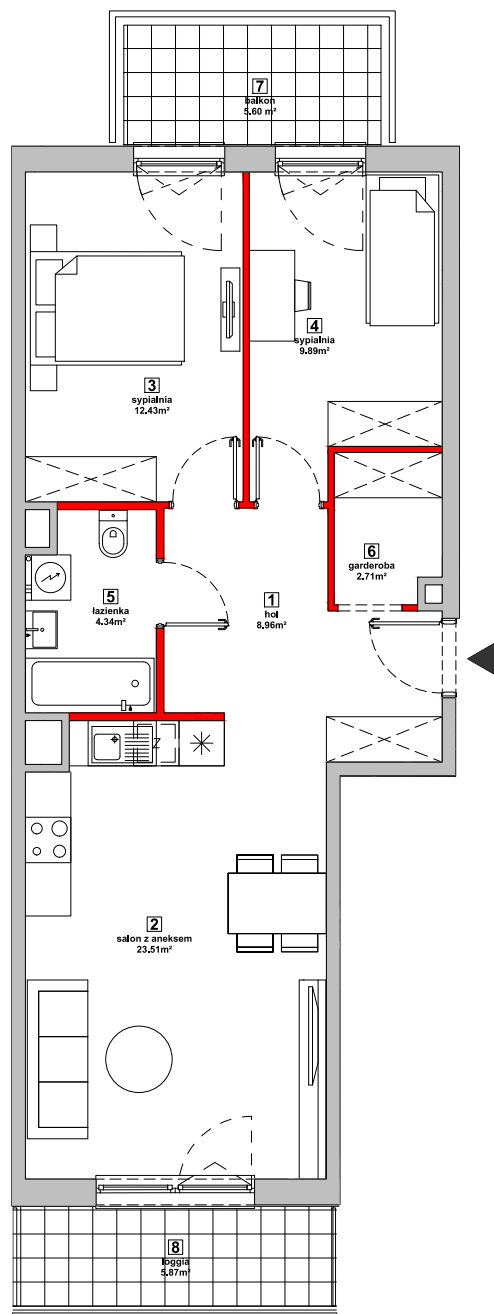 7
balkon
5.60 m²
4
sypialnia
9.89m²
3
sypialnia
12.43m²
6
garderoba
2.71m²
5
łazienka
4.34m²
1
hol
8.96m²
Z
2
salon z aneksem
23.51m²
8
loggia
5.87m²